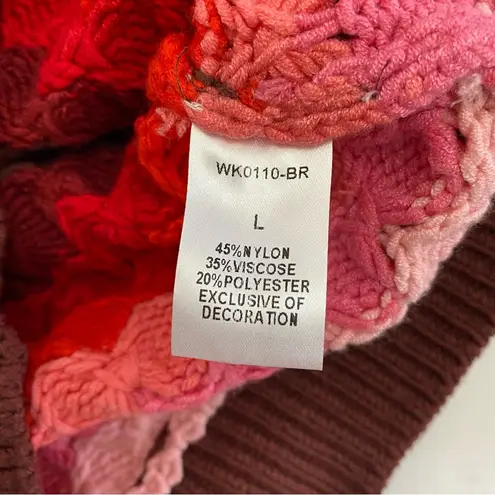 WK0110-BR
L
45%NYLON
35%VISCOSE
20%POLYESTER
EXCLUSIVE OF
DECORATION